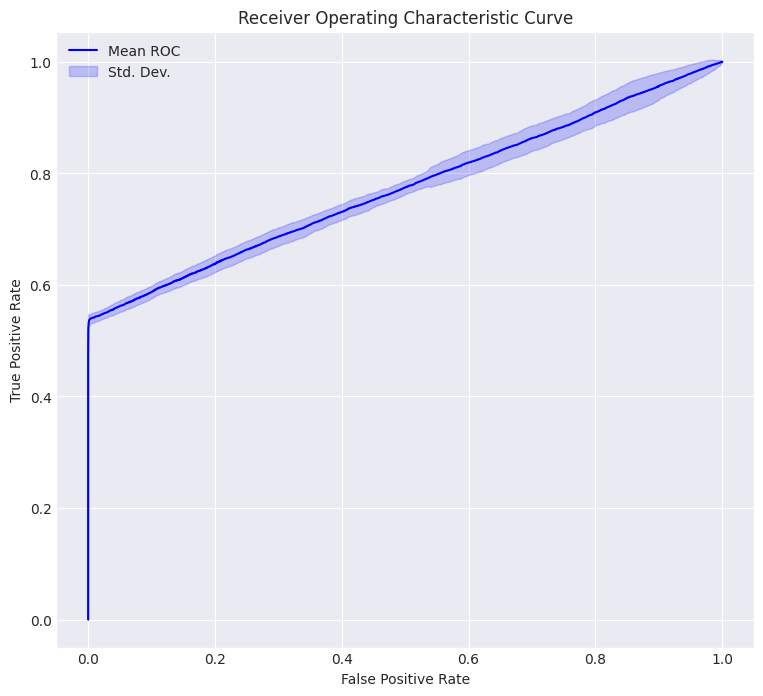 Receiver Operating Characteristic Curve
Mean ROC
Std. Dev.
True Positive Rate
1.0
0.8
0.6
0.4
0.2
0.0
0.0 0.2 0.4 0.6 0.8 1.0
False Positive Rate